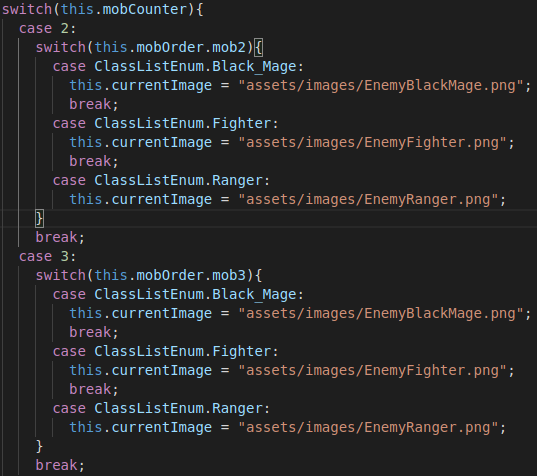 switch(this.mobCounter){
case 2:
switch(this.mobOrder.mob2){
case ClassListEnum.Black_Mage:
this.currentImage = "assets/images/EnemyBlackMage.png";
break;
case ClassListEnum.Fighter:
this.currentImage = "assets/images/EnemyFighter.png";
break;
case ClassListEnum.Ranger:
this.currentImage = "assets/images/EnemyRanger.png";
}
break;
case 3:
switch(this.mobOrder.mob3){
case ClassListEnum.Black_Mage:
this.currentImage = "assets/images/EnemyBlackMage.png";
break;
case ClassListEnum.Fighter:
this.currentImage = "assets/images/EnemyFighter.png";
break;
case ClassListEnum.Ranger:
this.currentImage = "assets/images/EnemyRanger.png";
}
break;